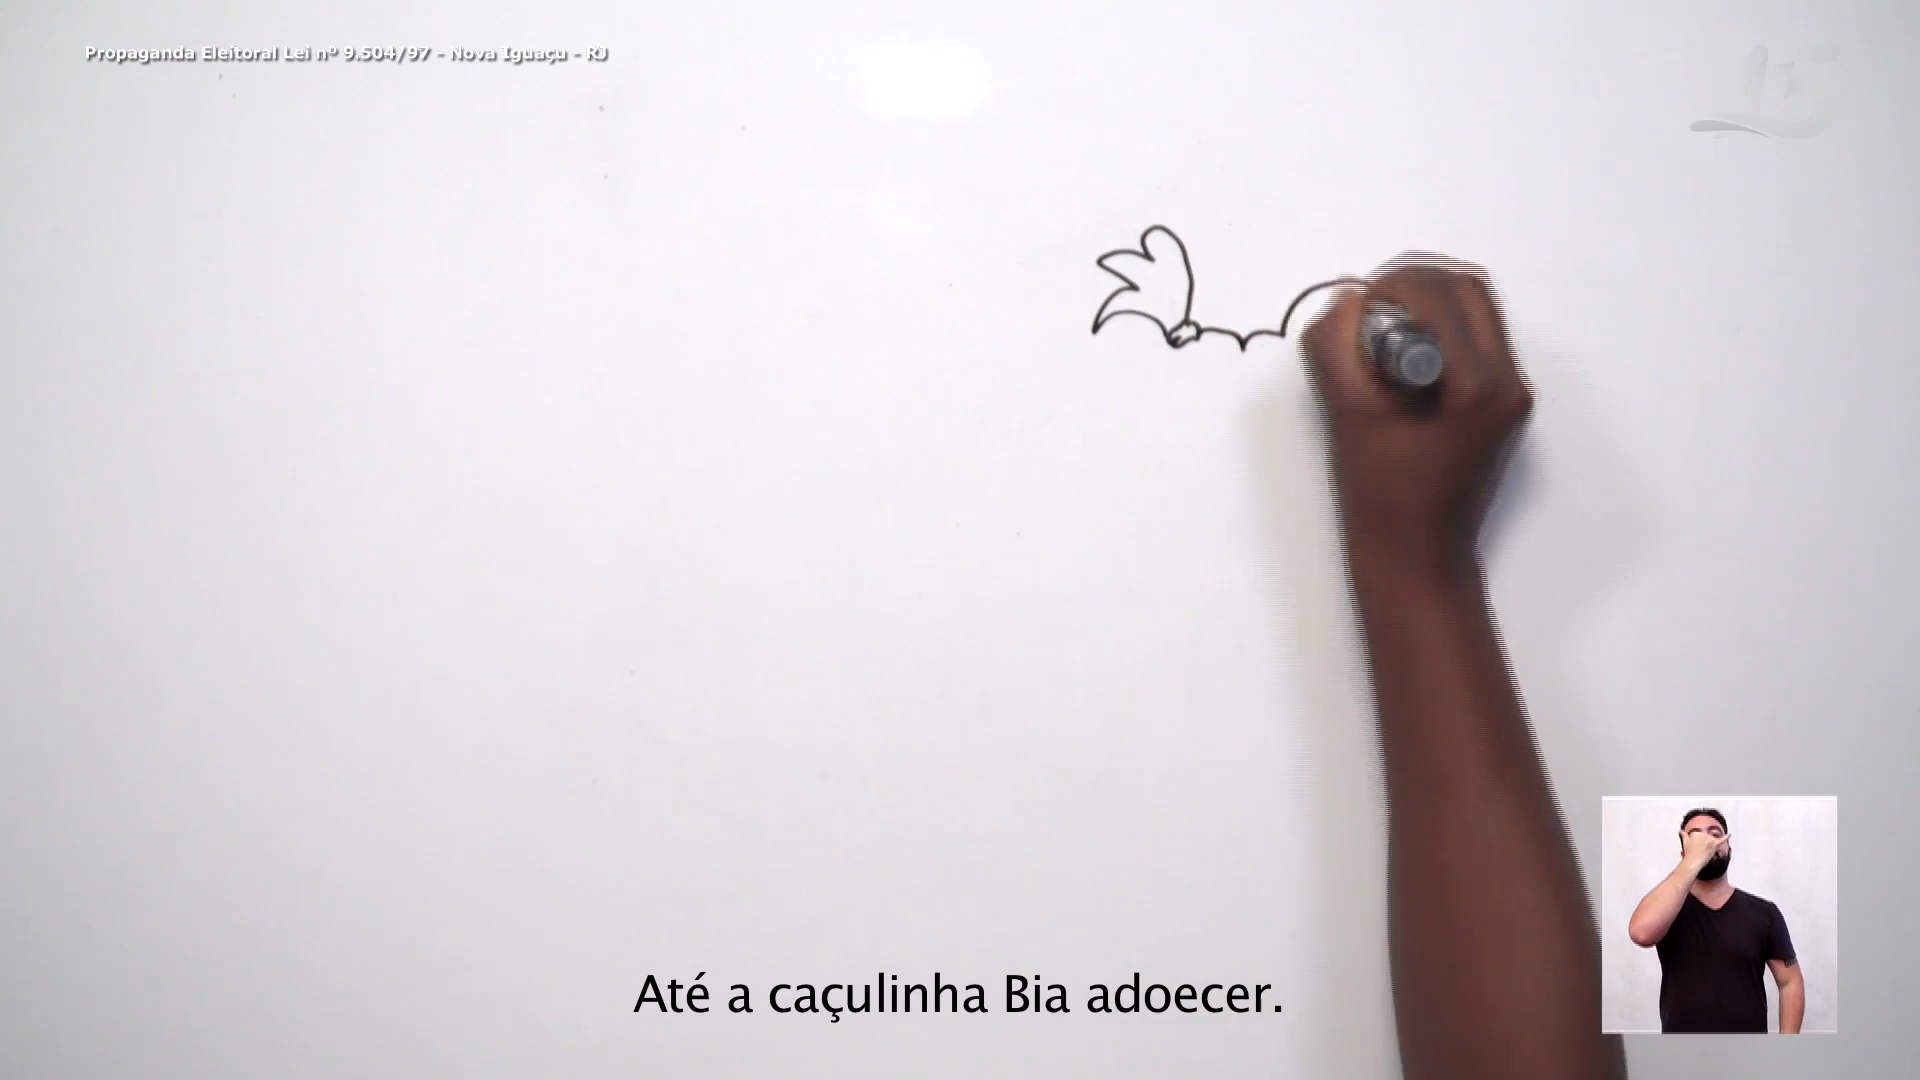 Propaganda Eleitoral Lei nº 9.504/97 - Nova Iguaçu - RJ
Até a caçulinha Bia adoecer.